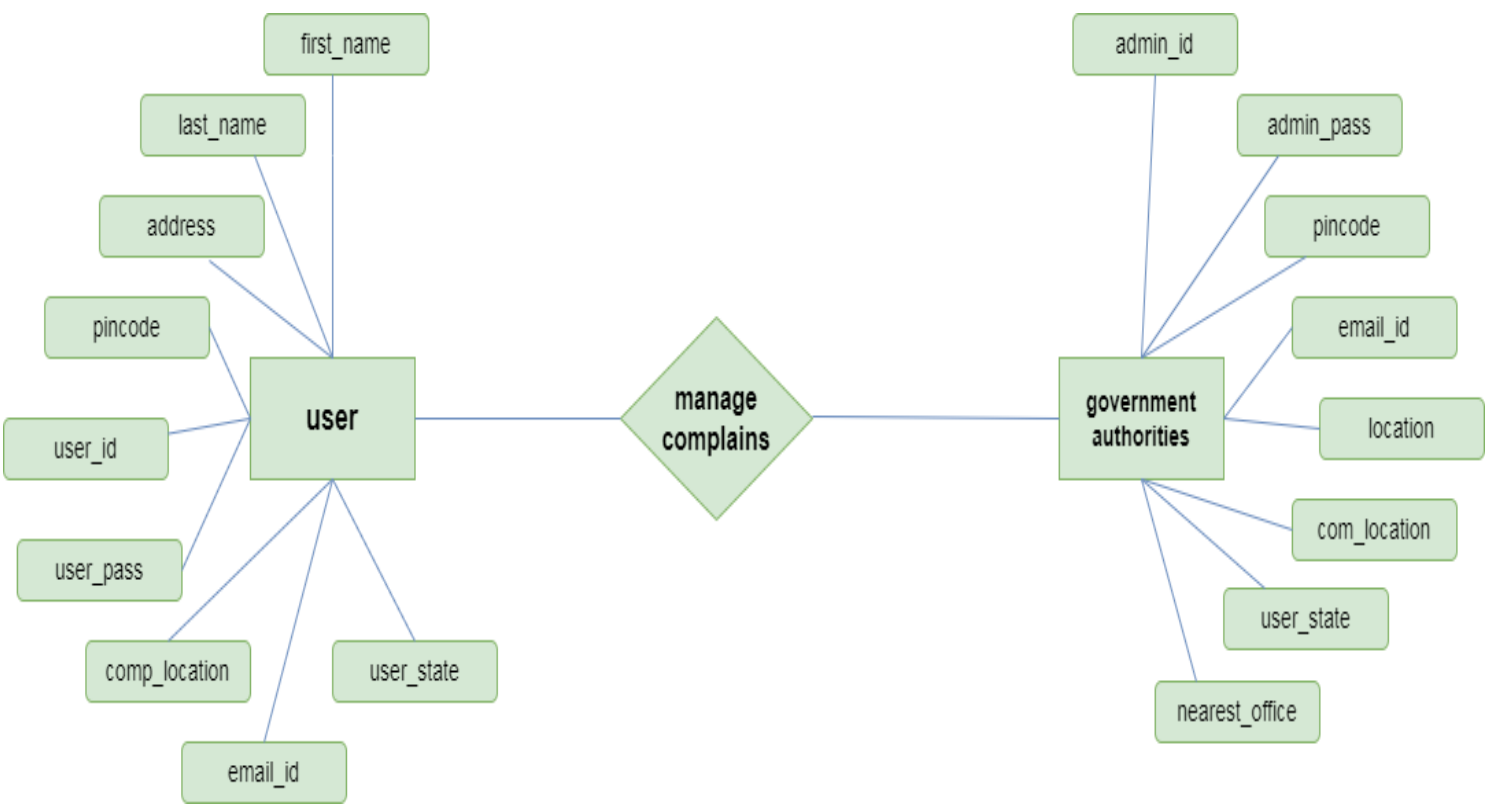 first_name
admin_id
last_name
admin_pass
address
pincode
pincode
email_id
user
manage
complains
government
authorities
location
user_id
com_location
user_pass
user_state
comp_location
user_state
nearest_office
email_id